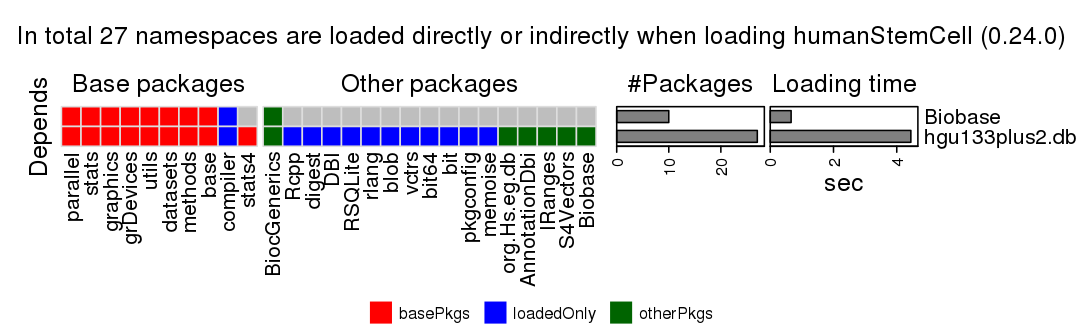 In total 27 namespaces are loaded directly or indirectly when loading humanStemCell (0.24.0)
Base packages
Other packages
#Packages
Loading time
Depends
Biobase
hgu133plus2.db
parallel
stats
graphics
grDevices
utils
datasets
methods
base
compiler
stats4
BiocGenerics
Rcpp
digest
DBI
RSQLite
rlang
blob
vctrs
bit64
bit
pkgconfig
memoise
org.Hs.eg.db
AnnotationDbi
IRanges
S4Vectors
Biobase
0
10
20
0
2
4
sec
basePkgs
loadedOnly
otherPkgs